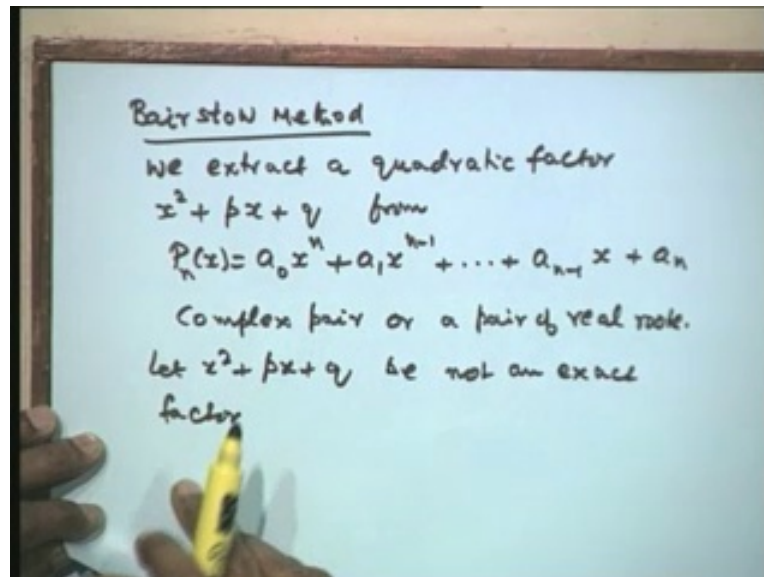 Bairstow Method
We extract a quadratic factor
x² + px + q from
Pₙ(x) = a₀xⁿ + a₁xⁿ⁻¹ + ... + aₙ₋₁ x + aₙ
Complex pair or a pair of real roots.
Let x² + px + q be not an exact
factor